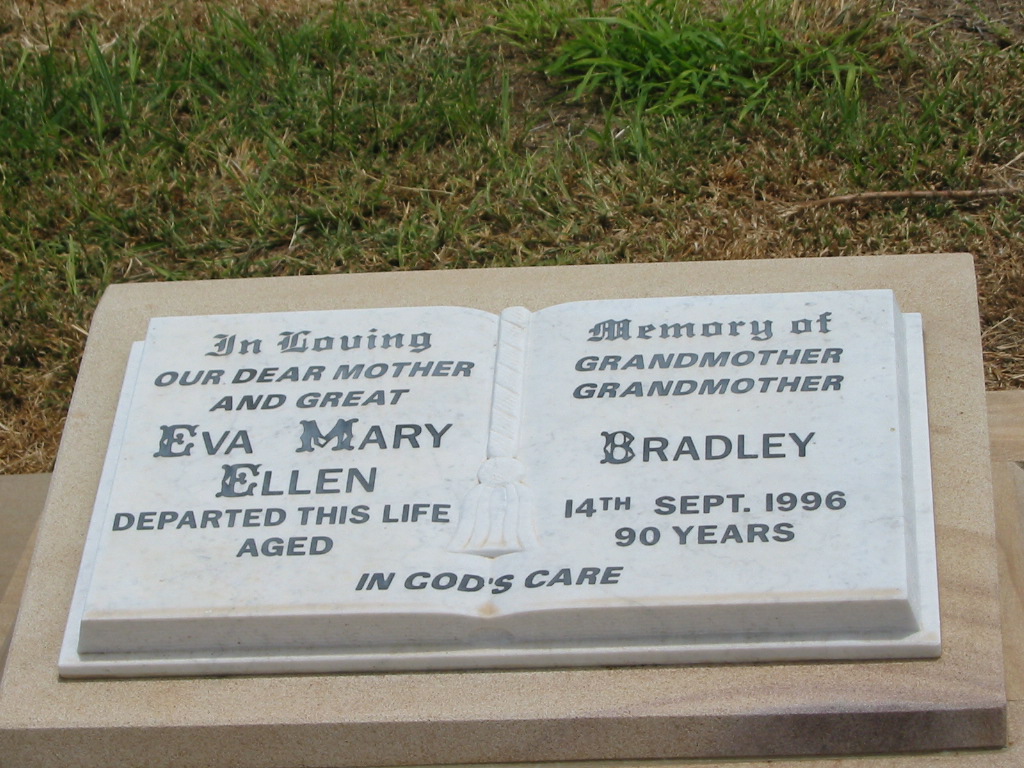 In Loving Memory of
OUR DEAR MOTHER GRANDMOTHER
AND GREAT GRANDMOTHER
EVA MARY BRADLEY
ELLEN
DEPARTED THIS LIFE 14TH SEPT. 1996
AGED 90 YEARS
IN GOD'S CARE